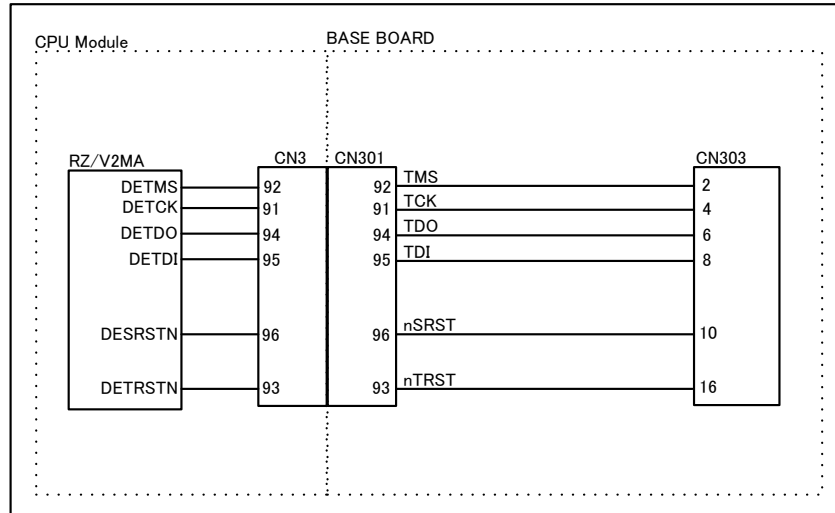 CPU Module BASE BOARD
RZ/V2MA CN3 CN301 CN303
DETMS 92 92 TMS 2
DETCK 91 91 TCK 4
DETDO 94 94 TDO 6
DETDI 95 95 TDI 8
DESRSTN 96 96 nSRST 10
DETRSTN 93 93 nTRST 16